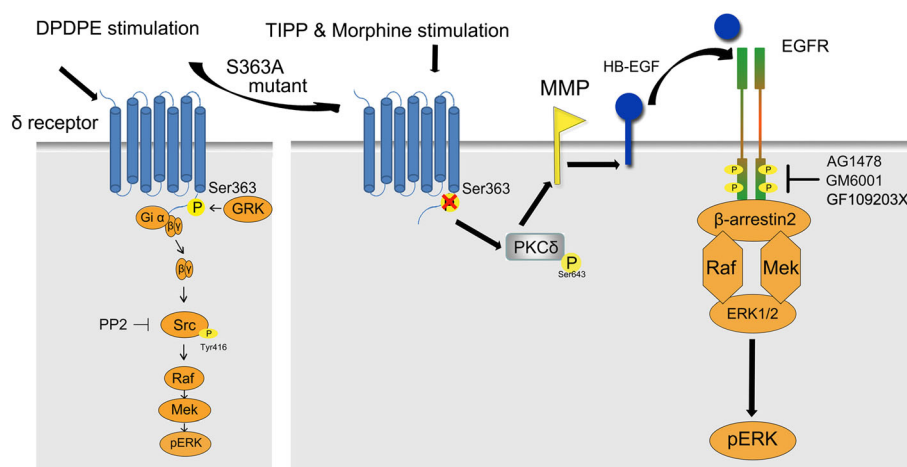 DPDPE stimulation
δ receptor
S363A
mutant
Ser363
P
GRK
Gi α
βγ
βγ
PP2
Src
P
Tyr416
Raf
Mek
pERK
TIPP & Morphine stimulation
Ser363
PKCδ
P
Ser643
MMP
HB-EGF
EGFR
P P
P P
AG1478
GM6001
GF109203X
β-arrestin2
Raf Mek
ERK1/2
pERK